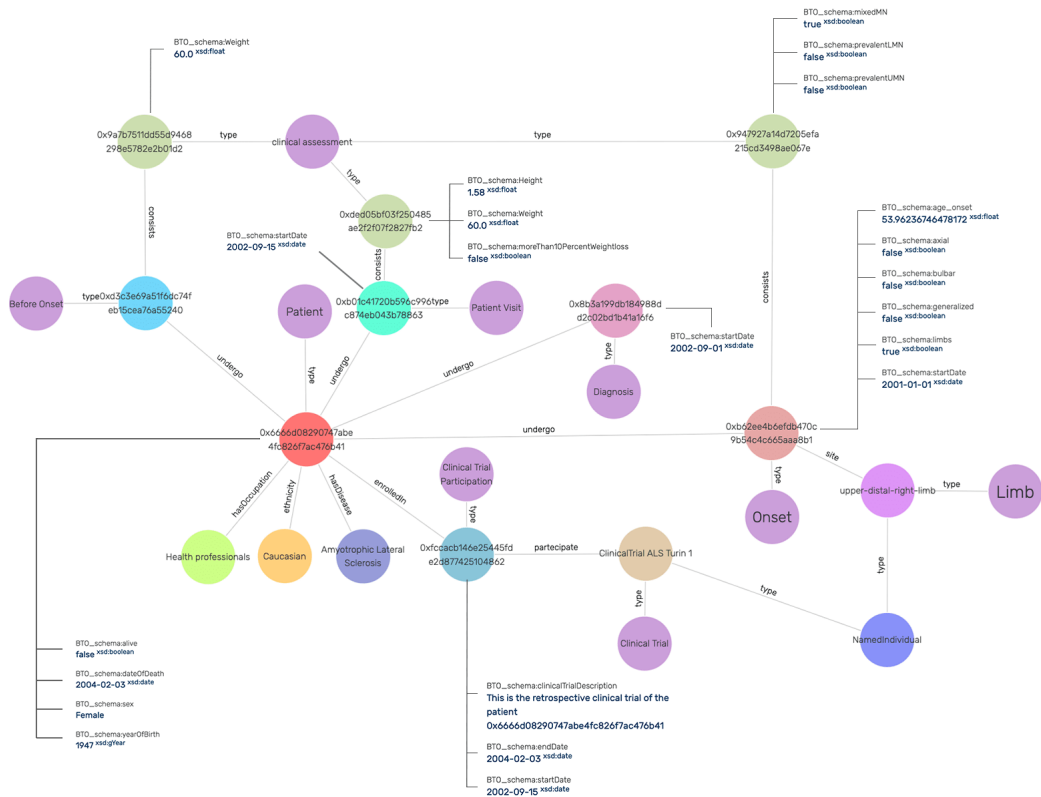 BTO_schema:mixedMN
true xsd:boolean
BTO_schema:prevalentLMN
false xsd:boolean
BTO_schema:prevalentUMN
false xsd:boolean
BTO_schema:Weight
60.0 xsd:float
0x9a7b7511dd55d9468
298e5782e2b01d2
type
clinical assessment
type
0x947927a14d7205efa
215cd3498ae067e
type
consists
0xded05bf03f250485
ae2f2f07f2827fb2
BTO_schema:Height
1.58 xsd:float
BTO_schema:Weight
60.0 xsd:float
BTO_schema:moreThan10PercentWeightloss
false xsd:boolean
BTO_schema:startDate
2002-09-15 xsd:date
consists
consists
BTO_schema:age_onset
53.96236746478172 xsd:float
BTO_schema:axial
false xsd:boolean
BTO_schema:bulbar
false xsd:boolean
BTO_schema:generalized
false xsd:boolean
BTO_schema:limbs
true xsd:boolean
BTO_schema:startDate
2001-01-01 xsd:date
Before Onset
type
0xd3c3e69a51f6dc74f
eb15cea76a55240
Patient
0xb01c41720b596c996
c874eb043b78863
type
Patient Visit
0x8b3a199db184988d
d2c02bd1b41a16f6
BTO_schema:startDate
2002-09-01 xsd:date
type
Diagnosis
undergo
type
undergo
undergo
undergo
0x6666d08290747abe
4fc826f7ac476b41
0xb62ee4b6efdb470c
9b54c4c665aaa8b1
site
type
Onset
upper-distal-right-limb
type
Limb
hasOccupation
ethnicity
hasDisease
enrolledIn
Clinical Trial
Participation
type
Health professionals
Caucasian
Amyotrophic Lateral
Sclerosis
0xfccacb146e25445fd
e2d877425104862
partecipate
ClinicalTrial ALS Turin 1
type
type
type
Clinical Trial
NamedIndividual
BTO_schema:alive
false xsd:boolean
BTO_schema:dateOfDeath
2004-02-03 xsd:date
BTO_schema:sex
Female
BTO_schema:yearOfBirth
1947 xsd:gYear
BTO_schema:clinicalTrialDescription
This is the retrospective clinical trial of the
patient
0x6666d08290747abe4fc826f7ac476b41
BTO_schema:endDate
2004-02-03 xsd:date
BTO_schema:startDate
2002-09-15 xsd:date